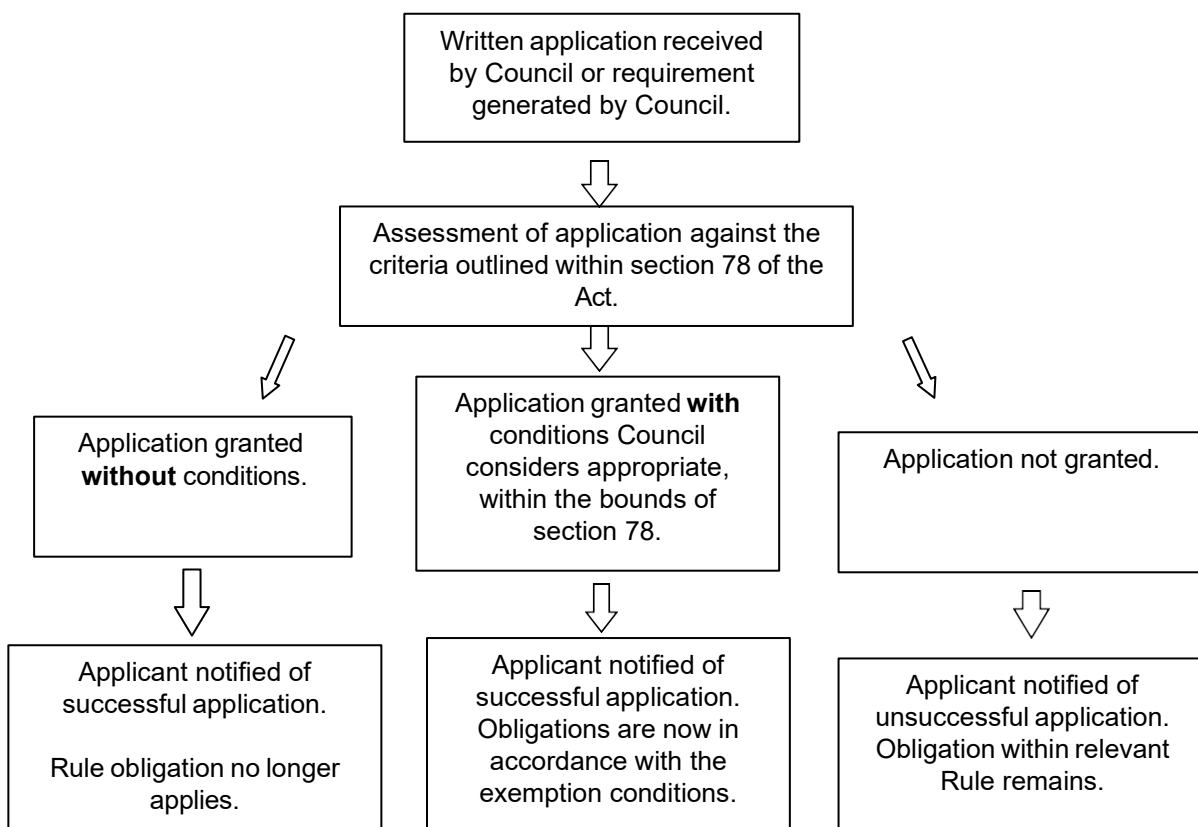 Written application received
by Council or requirement
generated by Council.
Assessment of application against the
criteria outlined within section 78 of the
Act.
Application granted
without conditions.
Application granted with
conditions Council
considers appropriate,
within the bounds of
section 78.
Application not granted.
Applicant notified of
successful application.
Rule obligation no longer
applies.
Applicant notified of
successful application.
Obligations are now in
accordance with the
exemption conditions.
Applicant notified of
unsuccessful application.
Obligation within relevant
Rule remains.